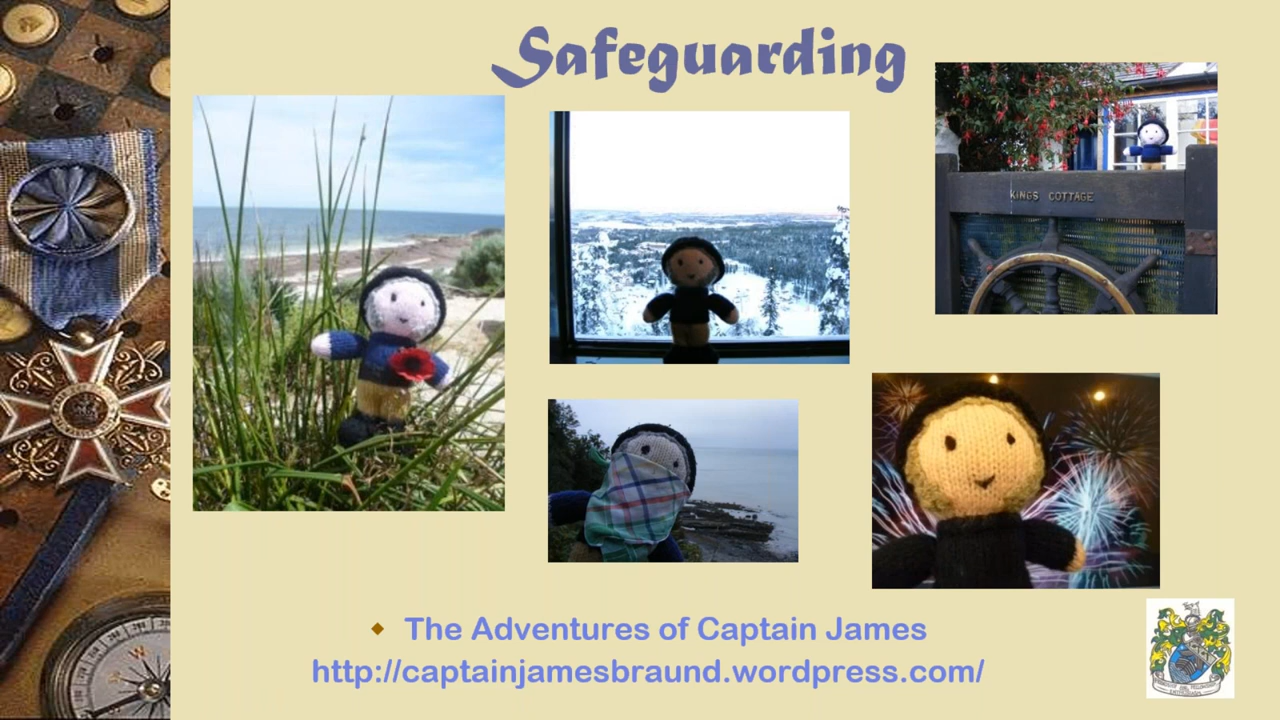 Safeguarding
KINGS COTTAGE
The Adventures of Captain James
http://captainjamesbraund.wordpress.com/